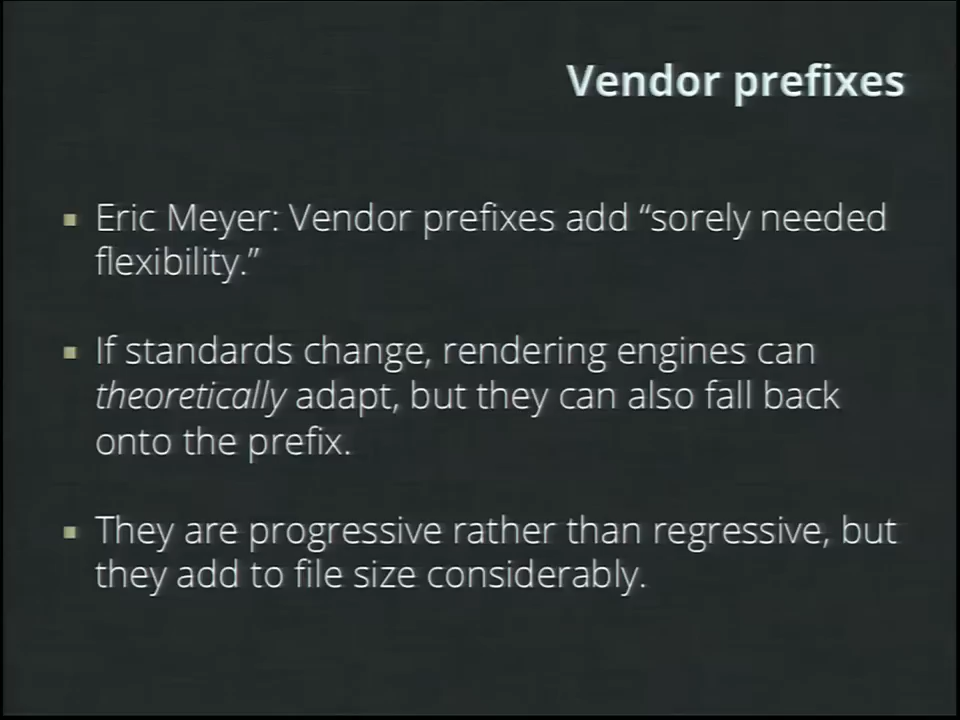 Vendor prefixes
Eric Meyer: Vendor prefixes add “sorely needed
flexibility.”
If standards change, rendering engines can
theoretically adapt, but they can also fall back
onto the prefix.
They are progressive rather than regressive, but
they add to file size considerably.